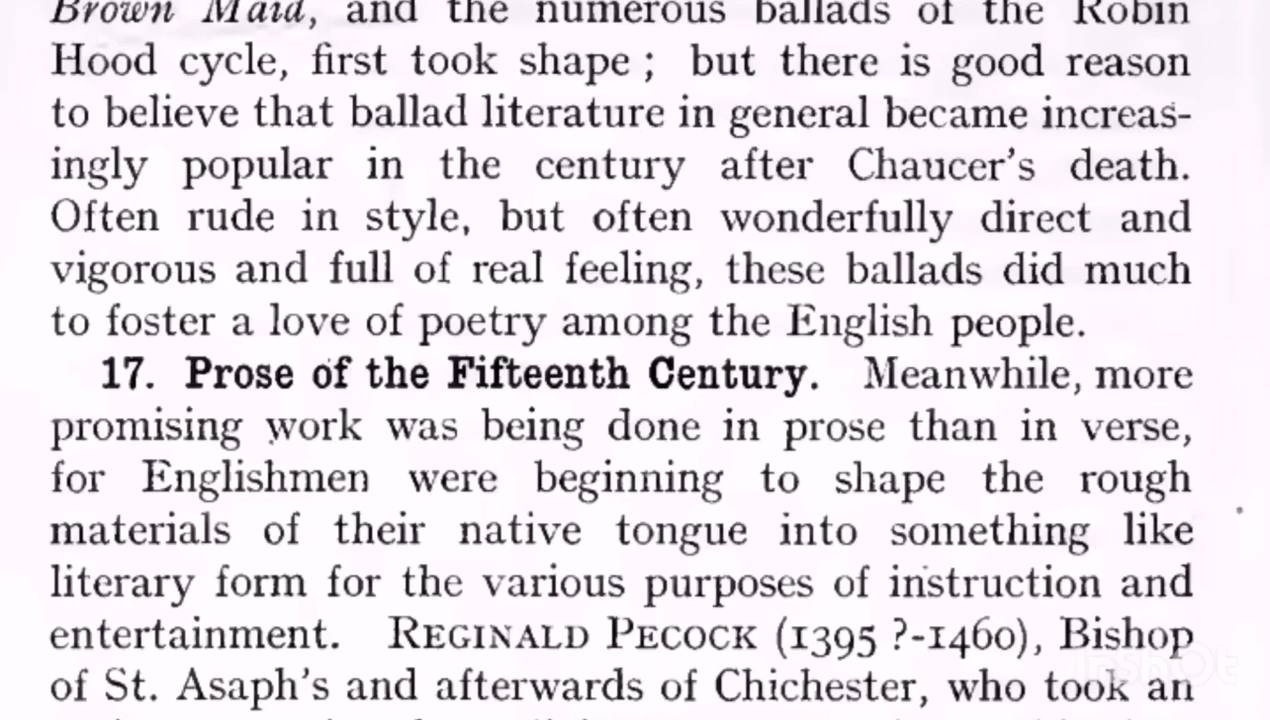 Brown Maid, and the numerous ballads of the Robin
Hood cycle, first took shape ; but there is good reason
to believe that ballad literature in general became increas-
ingly popular in the century after Chaucer's death.
Often rude in style, but often wonderfully direct and
vigorous and full of real feeling, these ballads did much
to foster a love of poetry among the English people.
17. Prose of the Fifteenth Century. Meanwhile, more
promising work was being done in prose than in verse,
for Englishmen were beginning to shape the rough
materials of their native tongue into something like
literary form for the various purposes of instruction and
entertainment. REGINALD PECOCK (1395 ?-1460), Bishop
of St. Asaph's and afterwards of Chichester, who took an
InShOt